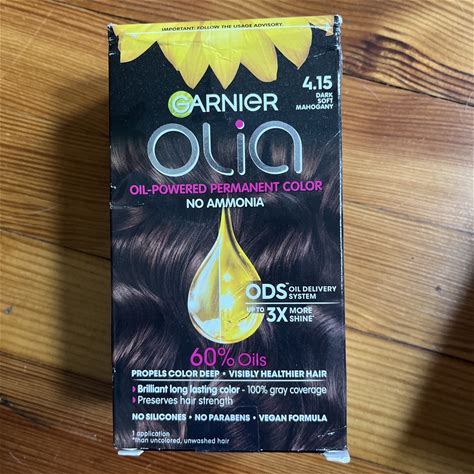 IMPORTANT: FOLLOW THE USAGE ADVISORY.
GARNIER
4.15
DARK
SOFT
MAHOGANY
OLIA
OIL-POWERED PERMANENT COLOR
NO AMMONIA
ODS™ OIL DELIVERY
SYSTEM
UP TO 3X MORE
SHINE*
60% Oils
PROPELS COLOR DEEP • VISIBLY HEALTHIER HAIR
Brilliant long lasting color - 100% gray coverage
Preserves hair strength
NO SILICONES • NO PARABENS • VEGAN FORMULA
1 application
*than uncolored, unwashed hair